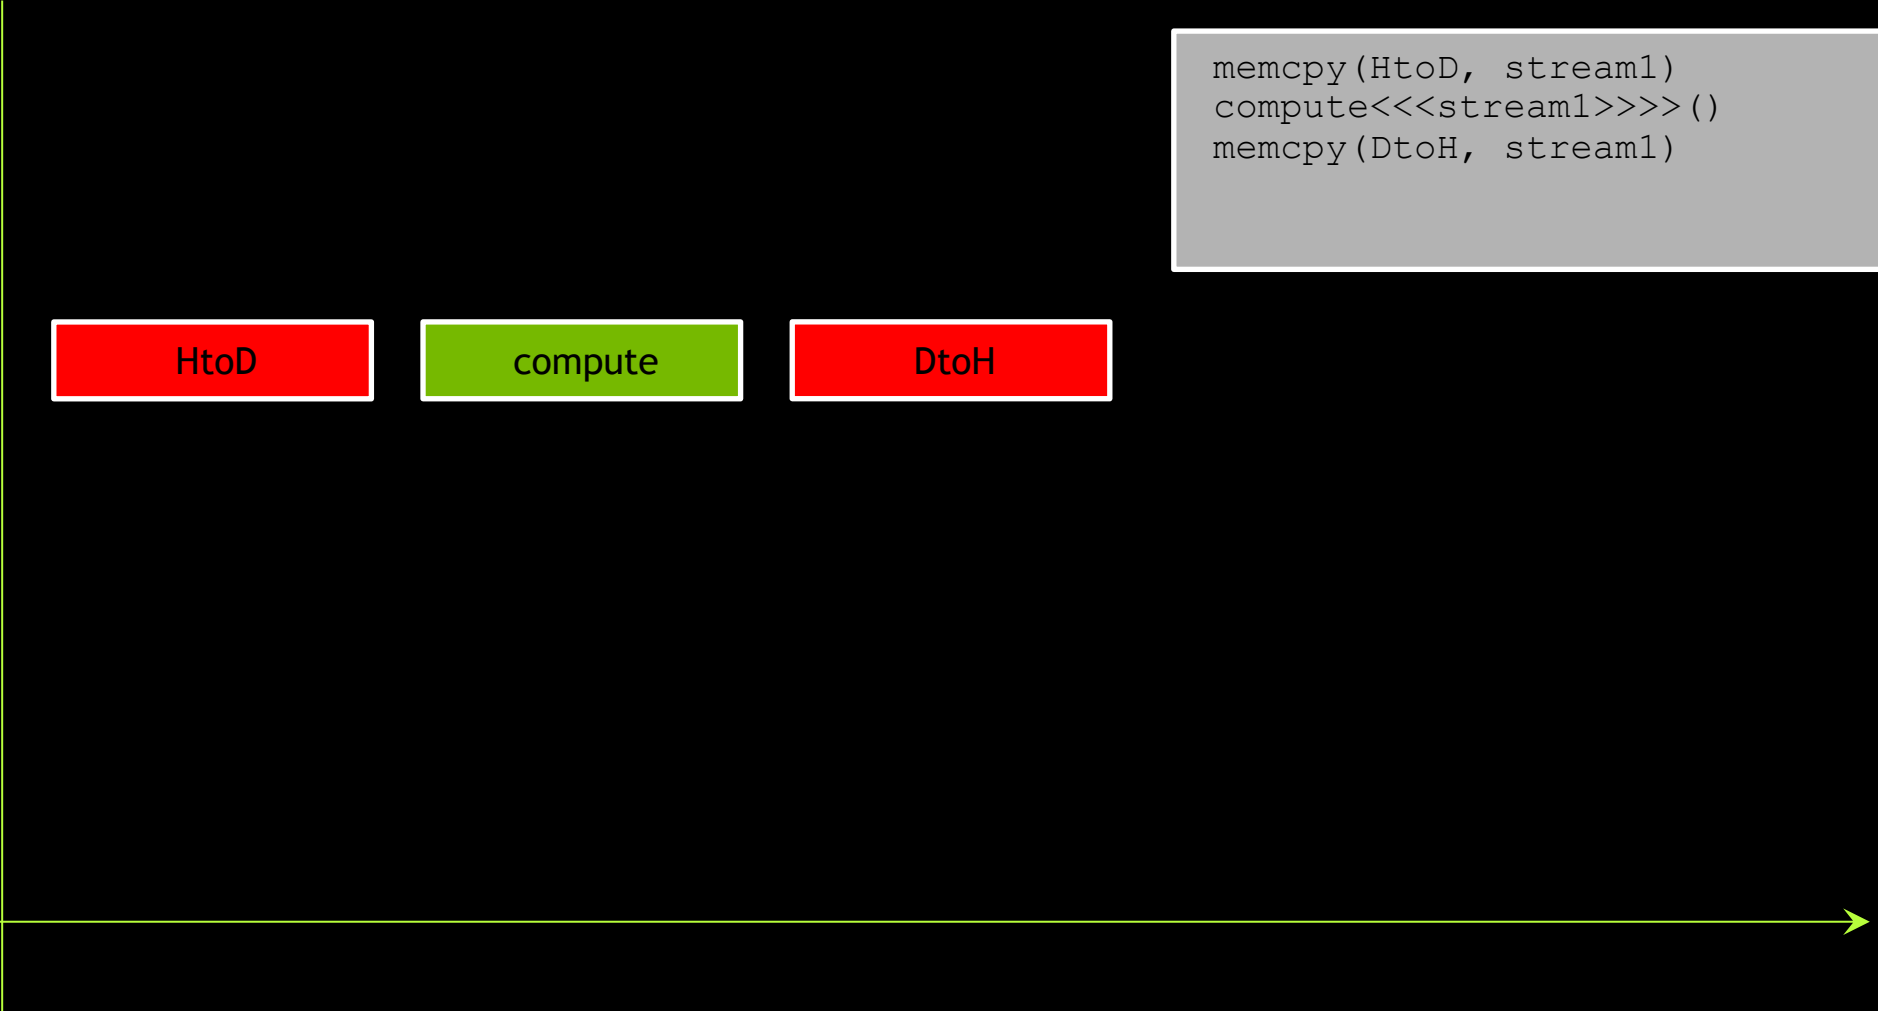 memcpy(HtoD, stream1)
compute<<<stream1>>>>()
memcpy(DtoH, stream1)
HtoD
compute
DtoH